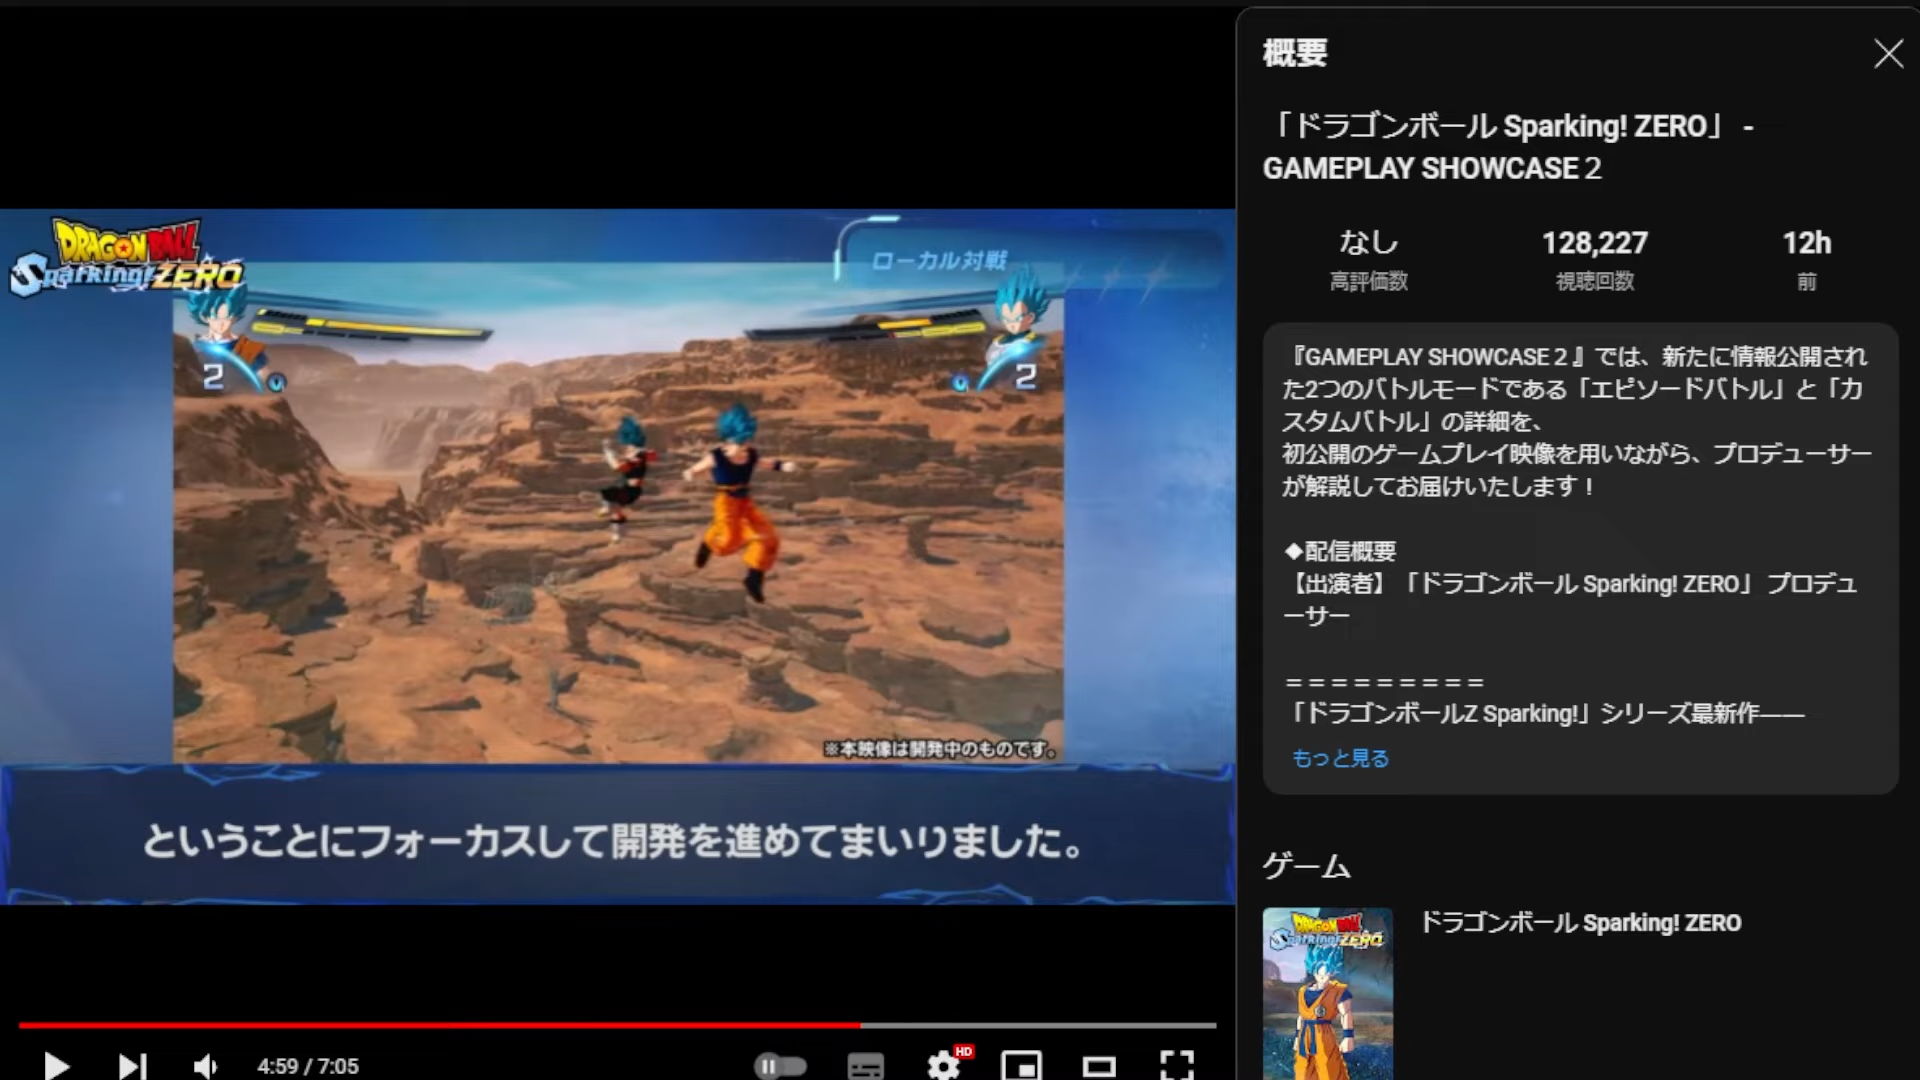 DRAGON BALL
Sparking! ZERO
ローカル対戦
2
2
※本映像は開発中のものです。
ということにフォーカスして開発を進めてまいりました。
4:59 / 7:05
HD
概要
「ドラゴンボール Sparking! ZERO」 -
GAMEPLAY SHOWCASE２
なし
128,227
12h
高評価数
視聴回数
前
『GAMEPLAY SHOWCASE２』では、新たに情報公開され
た2つのバトルモードである「エピソードバトル」と「カ
スタムバトル」の詳細を、
初公開のゲームプレイ映像を用いながら、プロデューサー
が解説してお届けいたします！
◆配信概要
【出演者】「ドラゴンボール Sparking! ZERO」 プロデュ
ーサー
＝＝＝＝＝＝＝＝＝
「ドラゴンボールZ Sparking!」シリーズ最新作――
もっと見る
ゲーム
DRAGON BALL
Sparking! ZERO
ドラゴンボール Sparking! ZERO